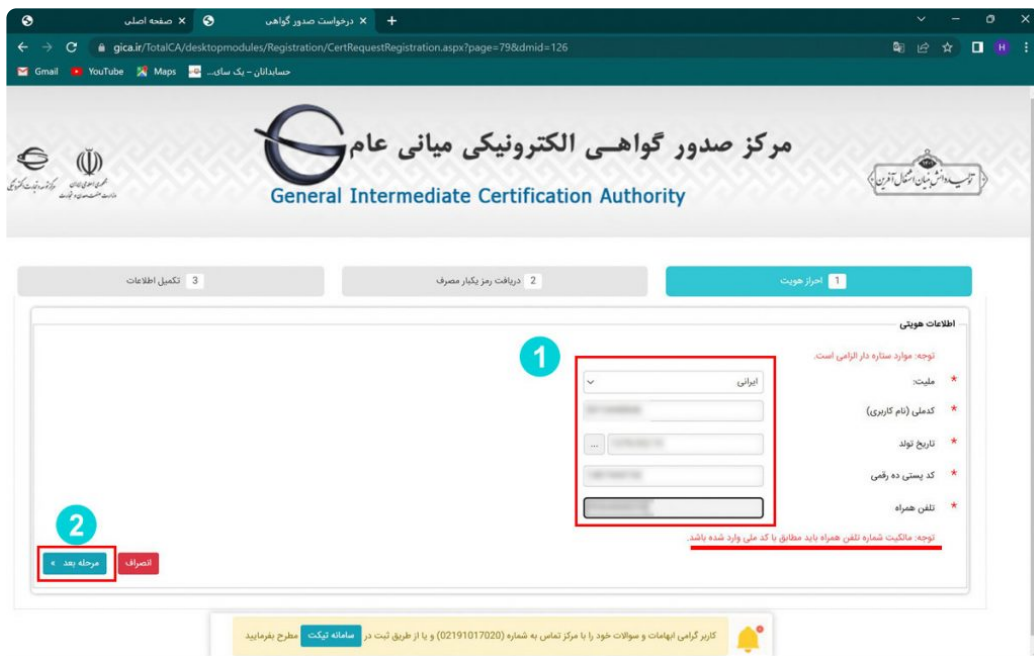 صفحه اصلی
درخواست صدور گواهی
gica.ir/TotalCA/desktopmodules/Registration/CertRequestRegistration.aspx?page=79&dmid=126
H
Gmail
YouTube
Maps
حسابدانان – یک سای...
مرکز صدور گواهی الکترونیکی میانی عام
General Intermediate Certification Authority
1 احراز هویت
2 دریافت رمز یکبار مصرف
3 تکمیل اطلاعات
اطلاعات هویتی
توجه: موارد ستاره دار الزامی است.
1
* ملیت:
ایرانی
* کدملی (نام کاربری)
* تاریخ تولد
...
* کد پستی ده رقمی
* تلفن همراه
توجه: مالکیت شماره تلفن همراه باید مطابق با کد ملی وارد شده باشد.
2
انصراف
مرحله بعد »
کاربر گرامی ابهامات و سوالات خود را با مرکز تماس به شماره (02191017020) و یا از طریق ثبت در سامانه تیکت مطرح بفرمایید